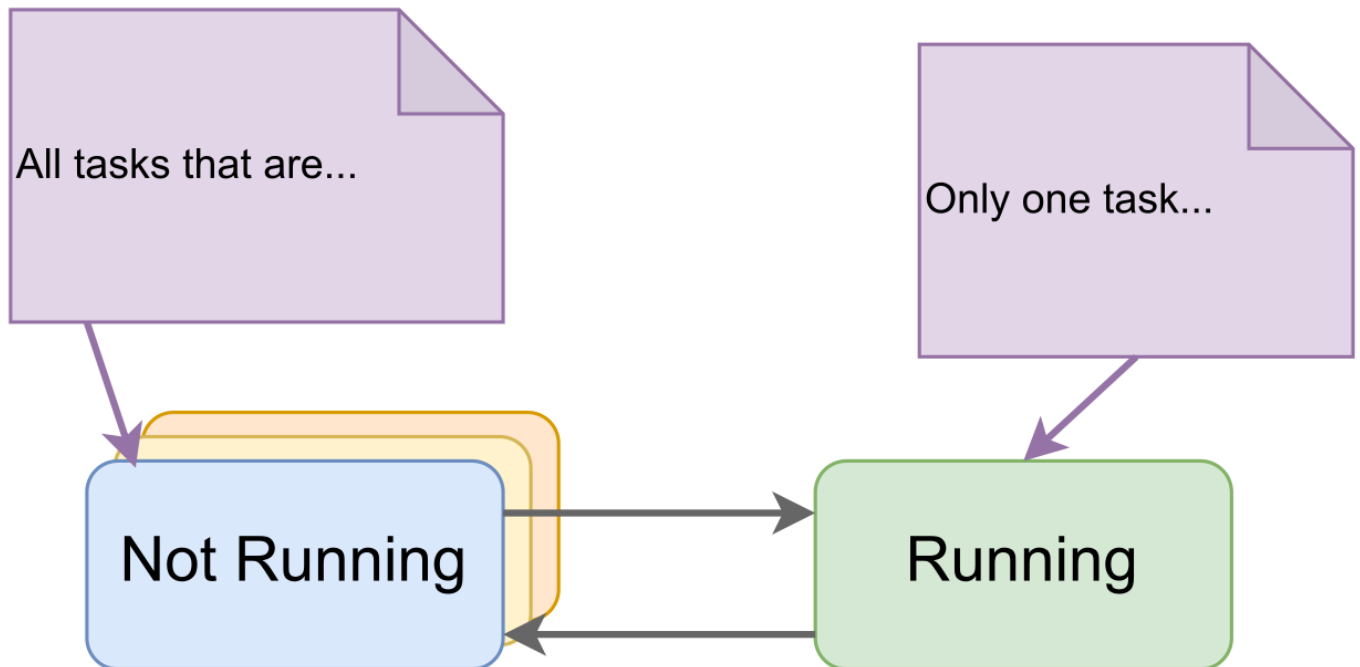 All tasks that are...
Only one task...
Not Running
Running